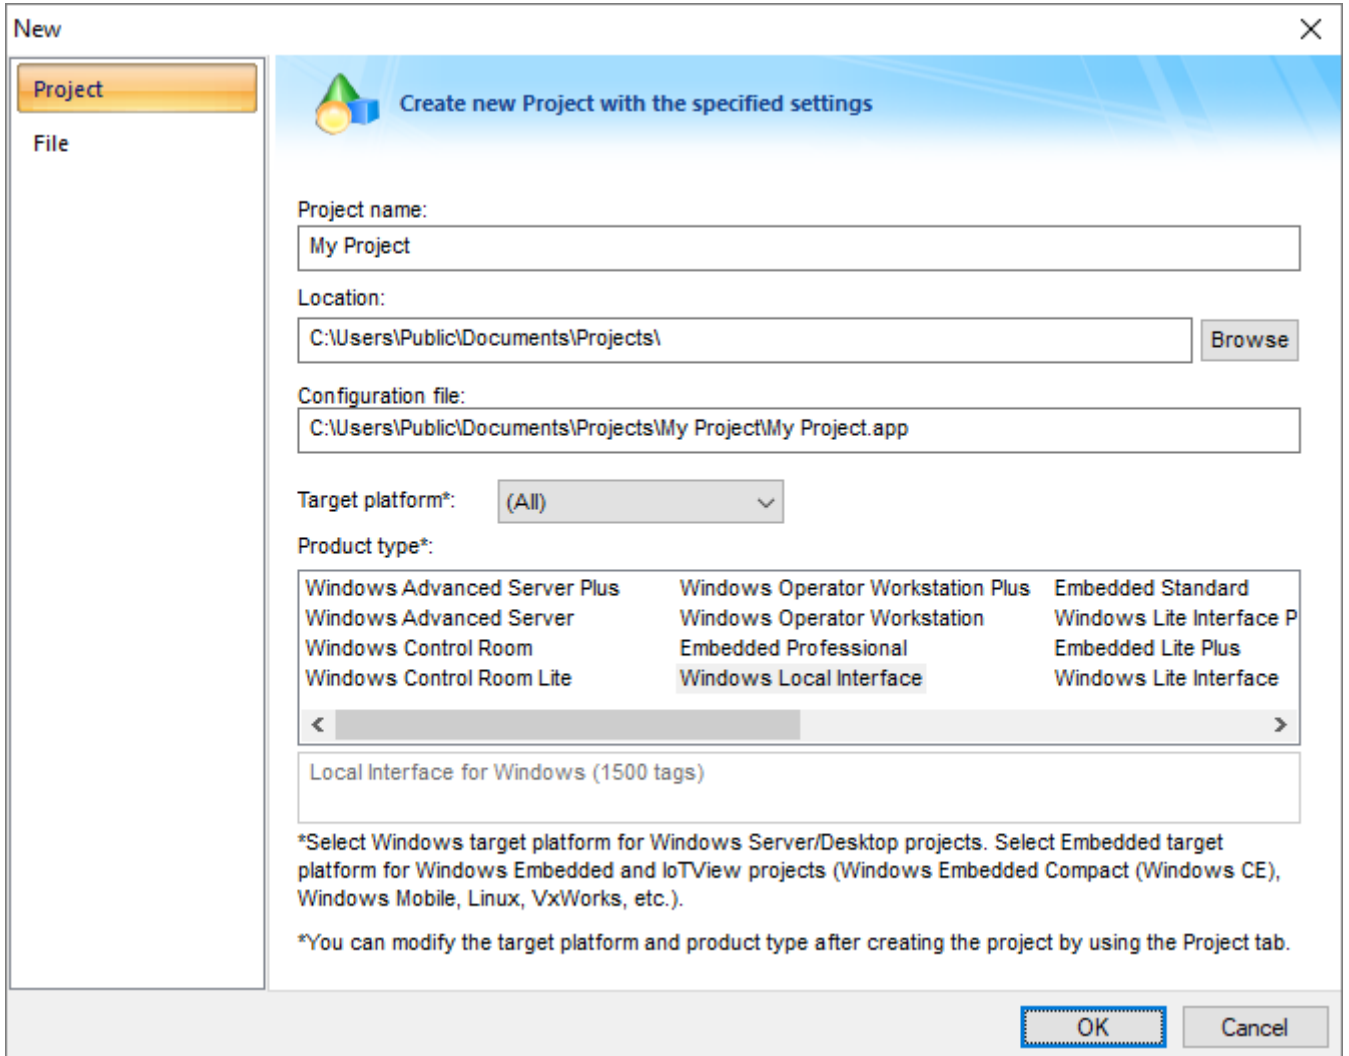 New
Project
File
Create new Project with the specified settings
Project name:
My Project
Location:
C:\Users\Public\Documents\Projects\
Browse
Configuration file:
C:\Users\Public\Documents\Projects\My Project\My Project.app
Target platform*:
(All)
Product type*:
Windows Advanced Server Plus Windows Operator Workstation Plus Embedded Standard
Windows Advanced Server Windows Operator Workstation Windows Lite Interface P
Windows Control Room Embedded Professional Embedded Lite Plus
Windows Control Room Lite Windows Local Interface Windows Lite Interface
Local Interface for Windows (1500 tags)
*Select Windows target platform for Windows Server/Desktop projects. Select Embedded target
platform for Windows Embedded and IoTView projects (Windows Embedded Compact (Windows CE),
Windows Mobile, Linux, VxWorks, etc.).
*You can modify the target platform and product type after creating the project by using the Project tab.
OK Cancel